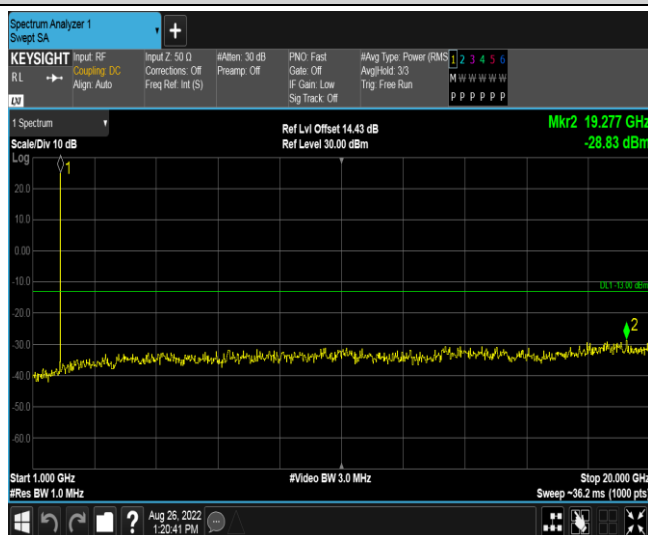 Spectrum Analyzer 1
Swept SA
+
KEYSIGHT
RL
LXI
Input: RF
Coupling: DC
Align: Auto
Input Z: 50 Ω
Corrections: Off
Freq Ref: Int (S)
#Atten: 30 dB
Preamp: Off
PNO: Fast
Gate: Off
IF Gain: Low
Sig Track: Off
#Avg Type: Power (RMS
Avg|Hold: 3/3
Trig: Free Run
1 2 3 4 5 6
M W W W W W
P P P P P P
1 Spectrum
Scale/Div 10 dB
Ref Lvl Offset 14.43 dB
Ref Level 30.00 dBm
Mkr2 19.277 GHz
-28.83 dBm
Log
1
20.0
10.0
0.00
-10.0
DL1 -13.00 dBm
2
-20.0
-30.0
-40.0
-50.0
-60.0
Start 1.000 GHz
#Res BW 1.0 MHz
#Video BW 3.0 MHz
Stop 20.000 GHz
Sweep ~36.2 ms (1000 pts)
?
Aug 26, 2022
1:20:41 PM